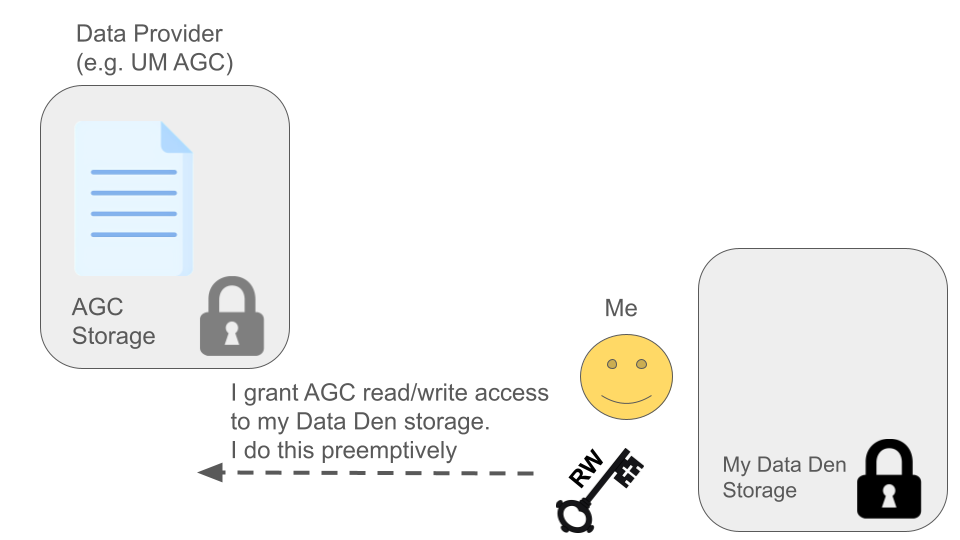 Data Provider
(e.g. UM AGC)
AGC
Storage
Me
I grant AGC read/write access
to my Data Den storage.
I do this preemptively
RW
My Data Den
Storage